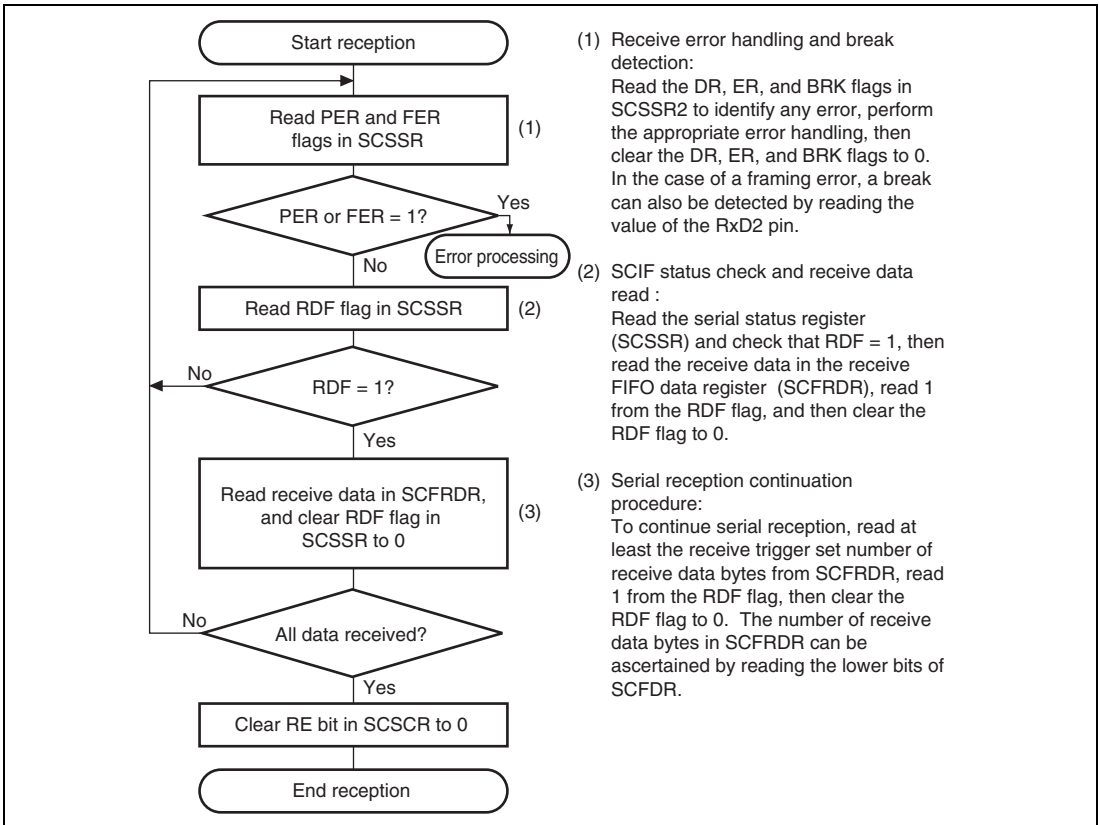 Start reception
Read PER and FER
flags in SCSSR
(1)
PER or FER = 1?
Yes
Error processing
No
Read RDF flag in SCSSR
(2)
No
RDF = 1?
Yes
Read receive data in SCFRDR,
and clear RDF flag in
SCSSR to 0
(3)
No
All data received?
Yes
Clear RE bit in SCSCR to 0
End reception
(1) Receive error handling and break
detection:
Read the DR, ER, and BRK flags in
SCSSR2 to identify any error, perform
the appropriate error handling, then
clear the DR, ER, and BRK flags to 0.
In the case of a framing error, a break
can also be detected by reading the
value of the RxD2 pin.
(2) SCIF status check and receive data
read :
Read the serial status register
(SCSSR) and check that RDF = 1, then
read the receive data in the receive
FIFO data register (SCFRDR), read 1
from the RDF flag, and then clear the
RDF flag to 0.
(3) Serial reception continuation
procedure:
To continue serial reception, read at
least the receive trigger set number of
receive data bytes from SCFRDR, read
1 from the RDF flag, then clear the
RDF flag to 0. The number of receive
data bytes in SCFRDR can be
ascertained by reading the lower bits of
SCFDR.